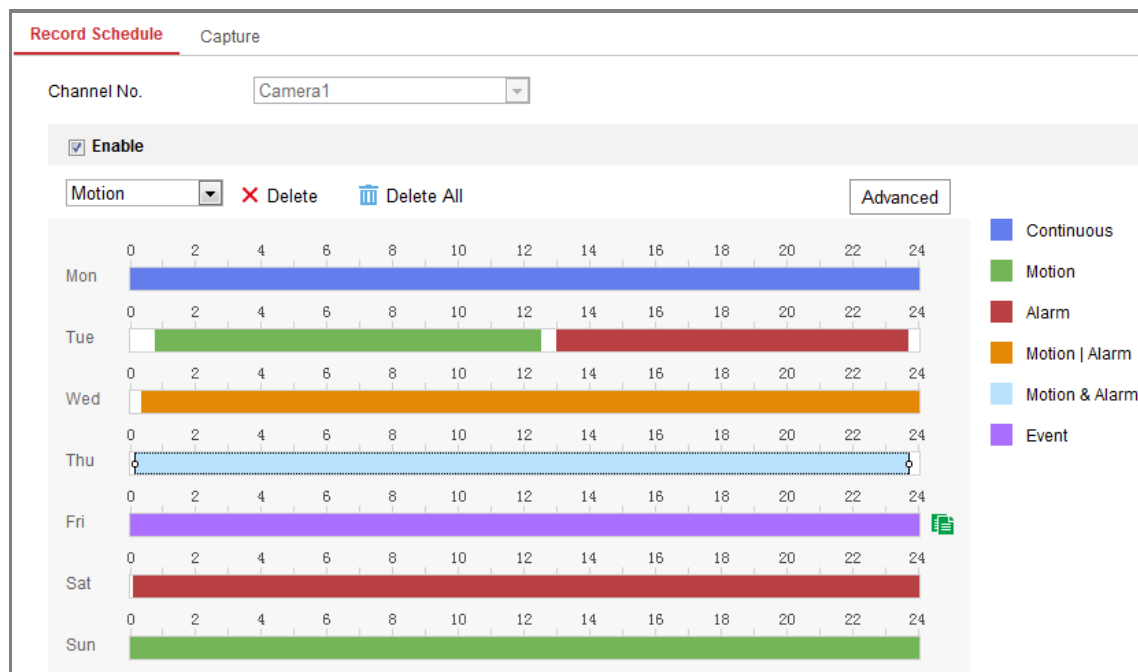 Record Schedule Capture
Channel No. Camera1
Enable
Motion Delete Delete All Advanced
0 2 4 6 8 10 12 14 16 18 20 22 24
Mon
0 2 4 6 8 10 12 14 16 18 20 22 24
Tue
0 2 4 6 8 10 12 14 16 18 20 22 24
Wed
0 2 4 6 8 10 12 14 16 18 20 22 24
Thu
0 2 4 6 8 10 12 14 16 18 20 22 24
Fri
0 2 4 6 8 10 12 14 16 18 20 22 24
Sat
0 2 4 6 8 10 12 14 16 18 20 22 24
Sun
Continuous
Motion
Alarm
Motion | Alarm
Motion & Alarm
Event